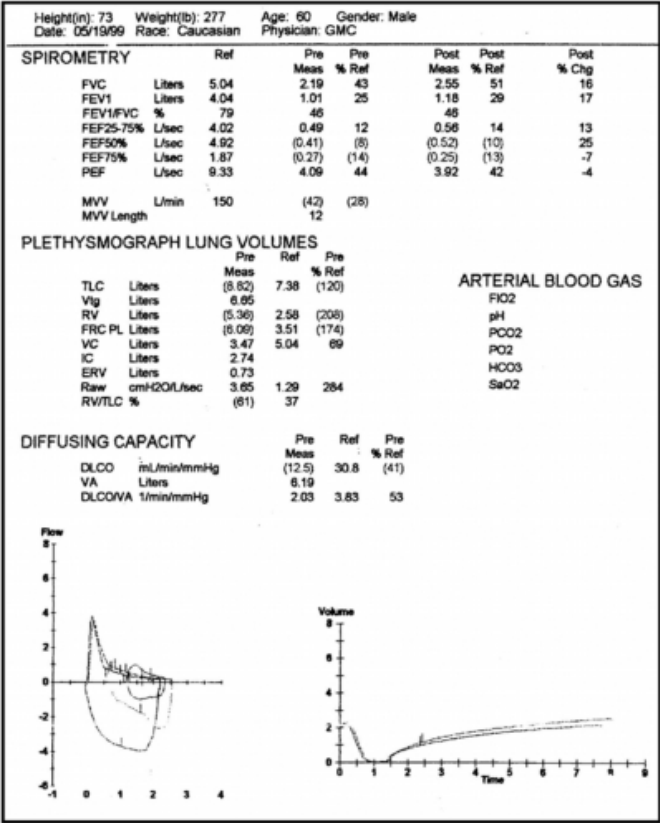 Height(in): 73 Weight(lb): 277 Age: 60 Gender: Male
Date: 05/19/99 Race: Caucasian Physician: GMC
SPIROMETRY Ref Pre Pre Post Post Post
Meas % Ref Meas % Ref % Chg
FVC Liters 5.04 2.19 43 2.55 51 16
FEV1 Liters 4.04 1.01 25 1.18 29 17
FEV1/FVC % 79 46 46
FEF25-75% L/sec 4.02 0.49 12 0.56 14 13
FEF50% L/sec 4.92 (0.41) (8) (0.52) (10) 25
FEF75% L/sec 1.87 (0.27) (14) (0.25) (13) -7
PEF L/sec 9.33 4.09 44 3.92 42 -4
MVV L/min 150 (42) (28)
MVV Length 12
PLETHYSMOGRAPH LUNG VOLUMES
Pre Ref Pre
Meas % Ref
TLC Liters (8.82) 7.38 (120)
Vtg Liters 6.65
RV Liters (5.36) 2.58 (208)
FRC PL Liters (6.09) 3.51 (174)
VC Liters 3.47 5.04 69
IC Liters 2.74
ERV Liters 0.73
Raw cmH2O/L/sec 3.65 1.29 284
RV/TLC % (61) 37
ARTERIAL BLOOD GAS
FIO2
pH
PCO2
PO2
HCO3
SaO2
DIFFUSING CAPACITY Pre Ref Pre
Meas % Ref
DLCO mL/min/mmHg (12.5) 30.8 (41)
VA Liters 6.19
DLCO/VA 1/min/mmHg 2.03 3.83 53
Flow
8
6
4
2
0
-2
-4
-6
-1 0 1 2 3 4
Volume
8
6
4
2
0
0 1 2 3 4 5 6 7 8 9
Time